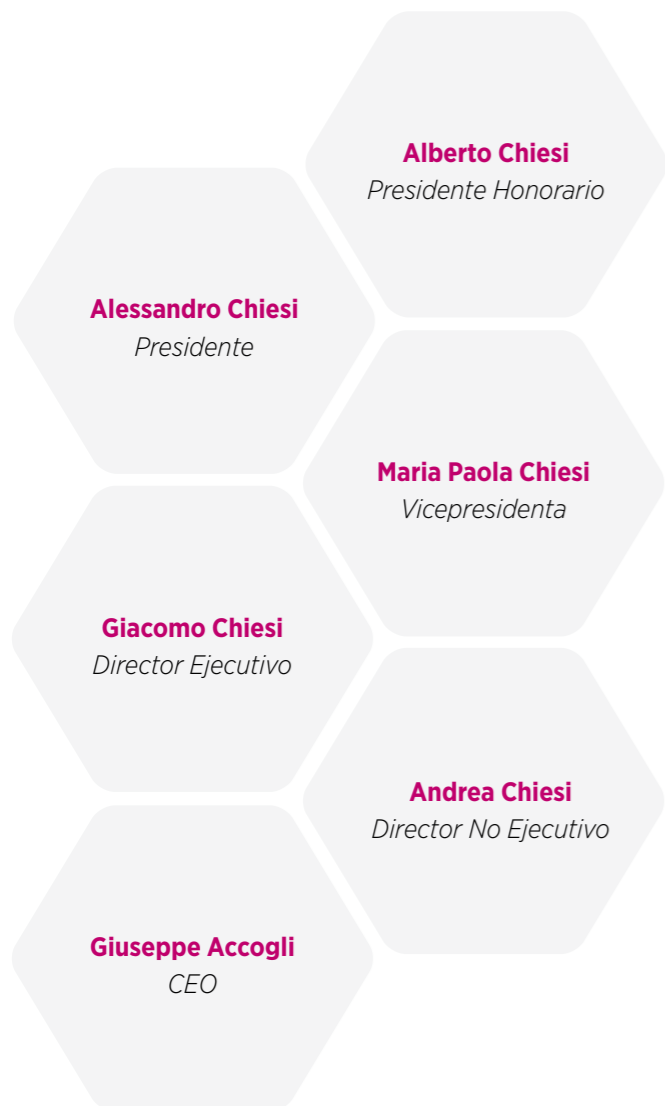 Alberto Chiesi
Presidente Honorario
Alessandro Chiesi
Presidente
Maria Paola Chiesi
Vicepresidenta
Giacomo Chiesi
Director Ejecutivo
Andrea Chiesi
Director No Ejecutivo
Giuseppe Accogli
CEO